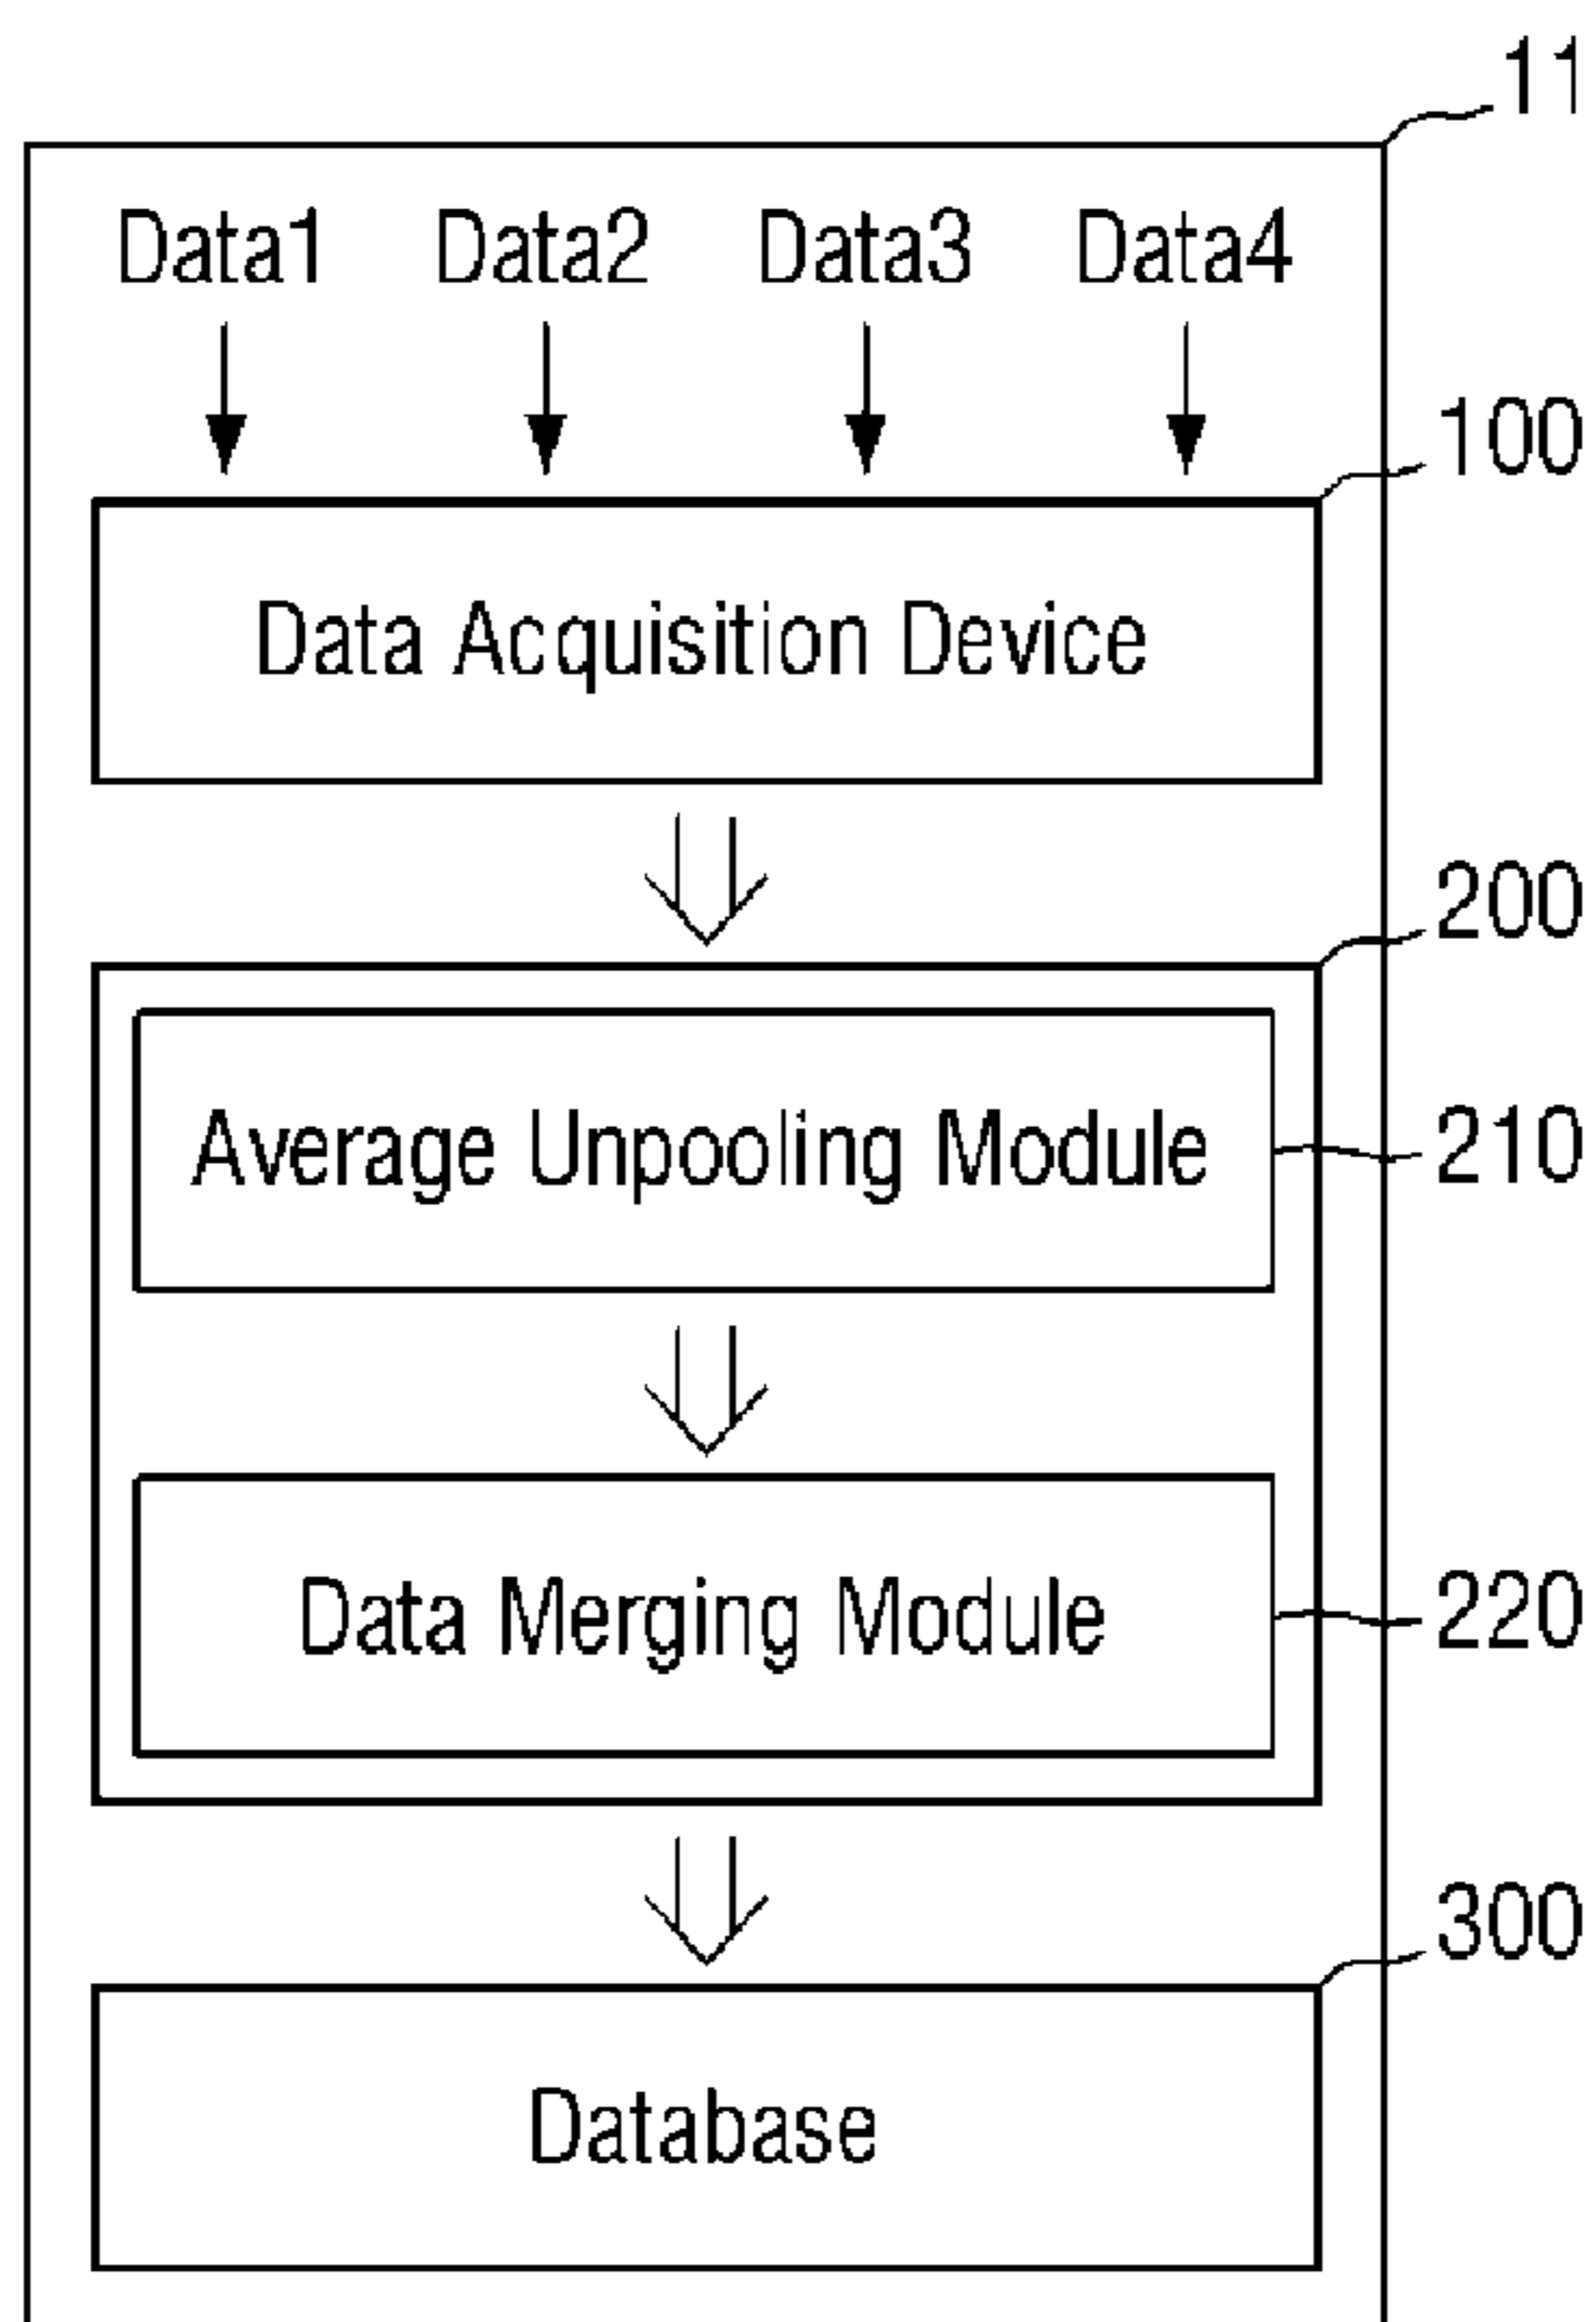 11
Data1 Data2 Data3 Data4
100
Data Acquisition Device
200
Average Unpooling Module
210
Data Merging Module
220
300
Database